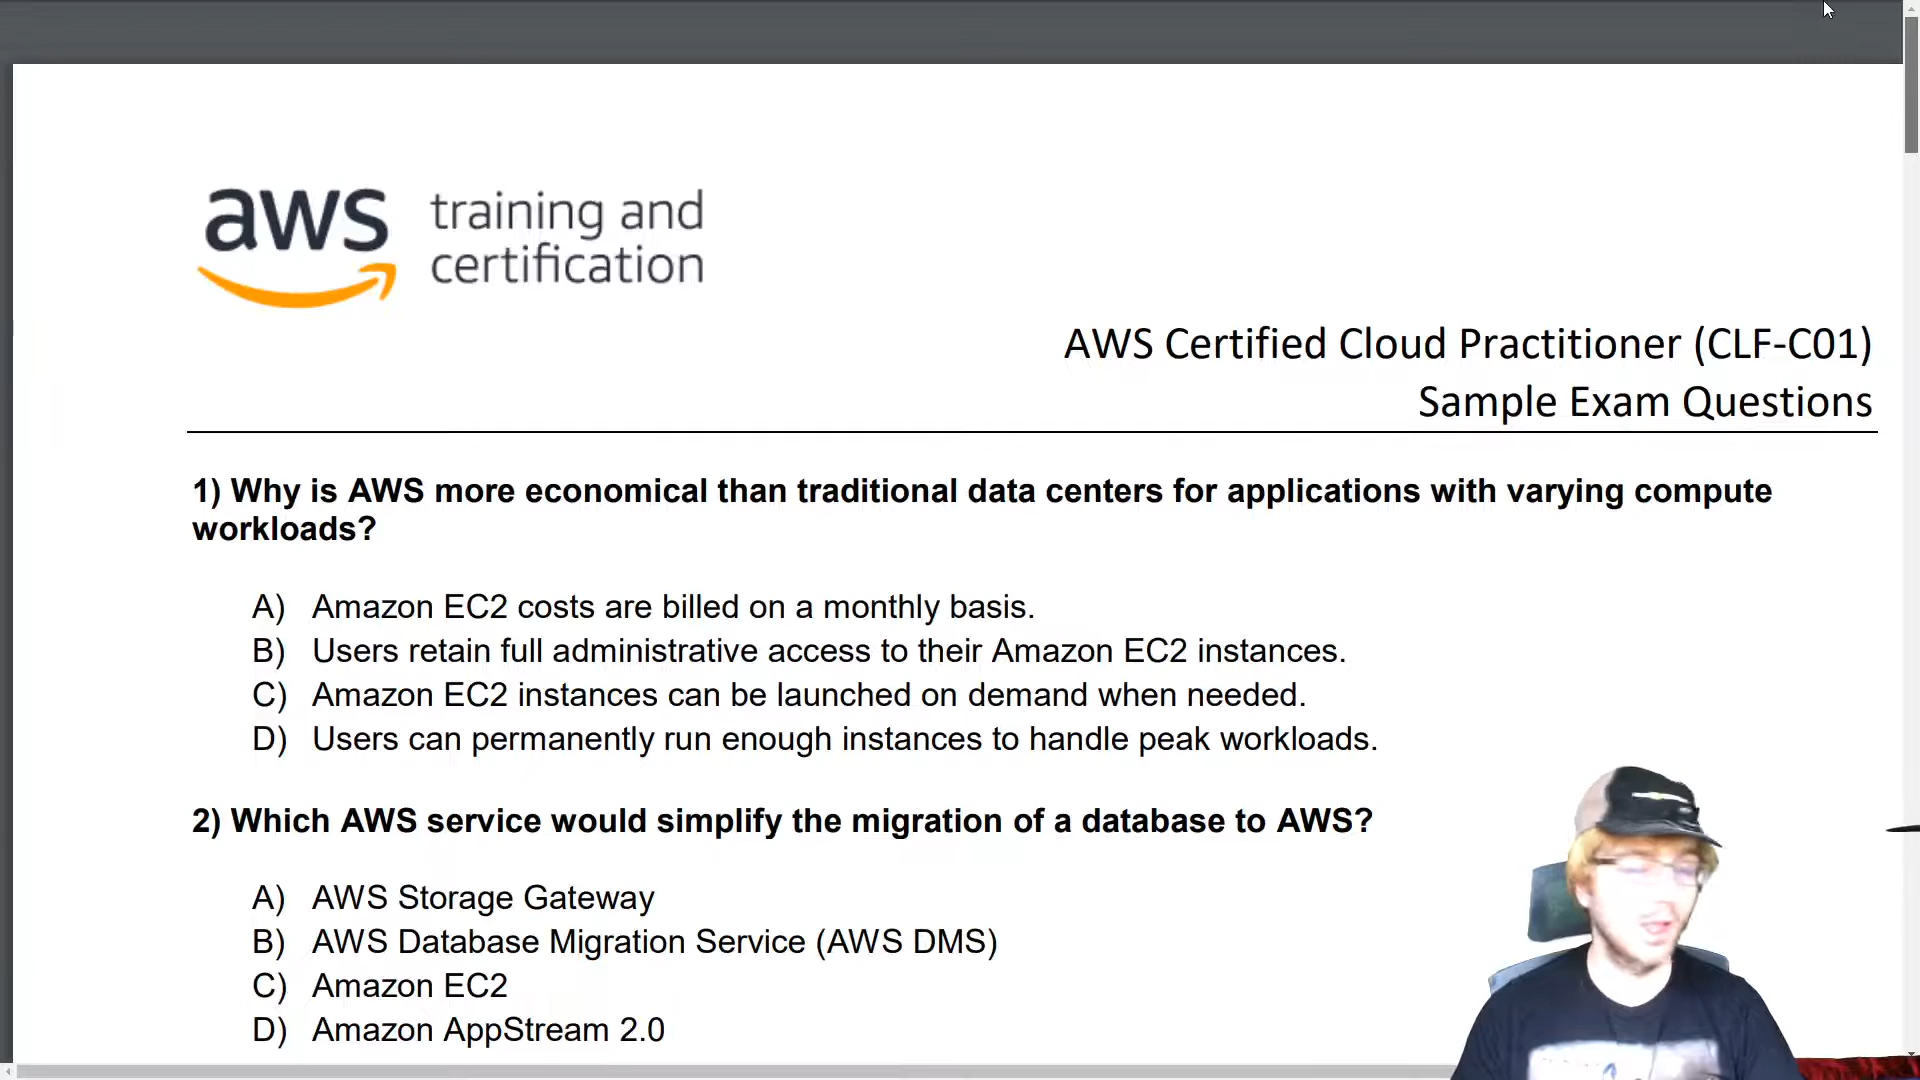 aws training and
certification
AWS Certified Cloud Practitioner (CLF-C01)
Sample Exam Questions
1) Why is AWS more economical than traditional data centers for applications with varying compute
workloads?
A) Amazon EC2 costs are billed on a monthly basis.
B) Users retain full administrative access to their Amazon EC2 instances.
C) Amazon EC2 instances can be launched on demand when needed.
D) Users can permanently run enough instances to handle peak workloads.
2) Which AWS service would simplify the migration of a database to AWS?
A) AWS Storage Gateway
B) AWS Database Migration Service (AWS DMS)
C) Amazon EC2
D) Amazon AppStream 2.0